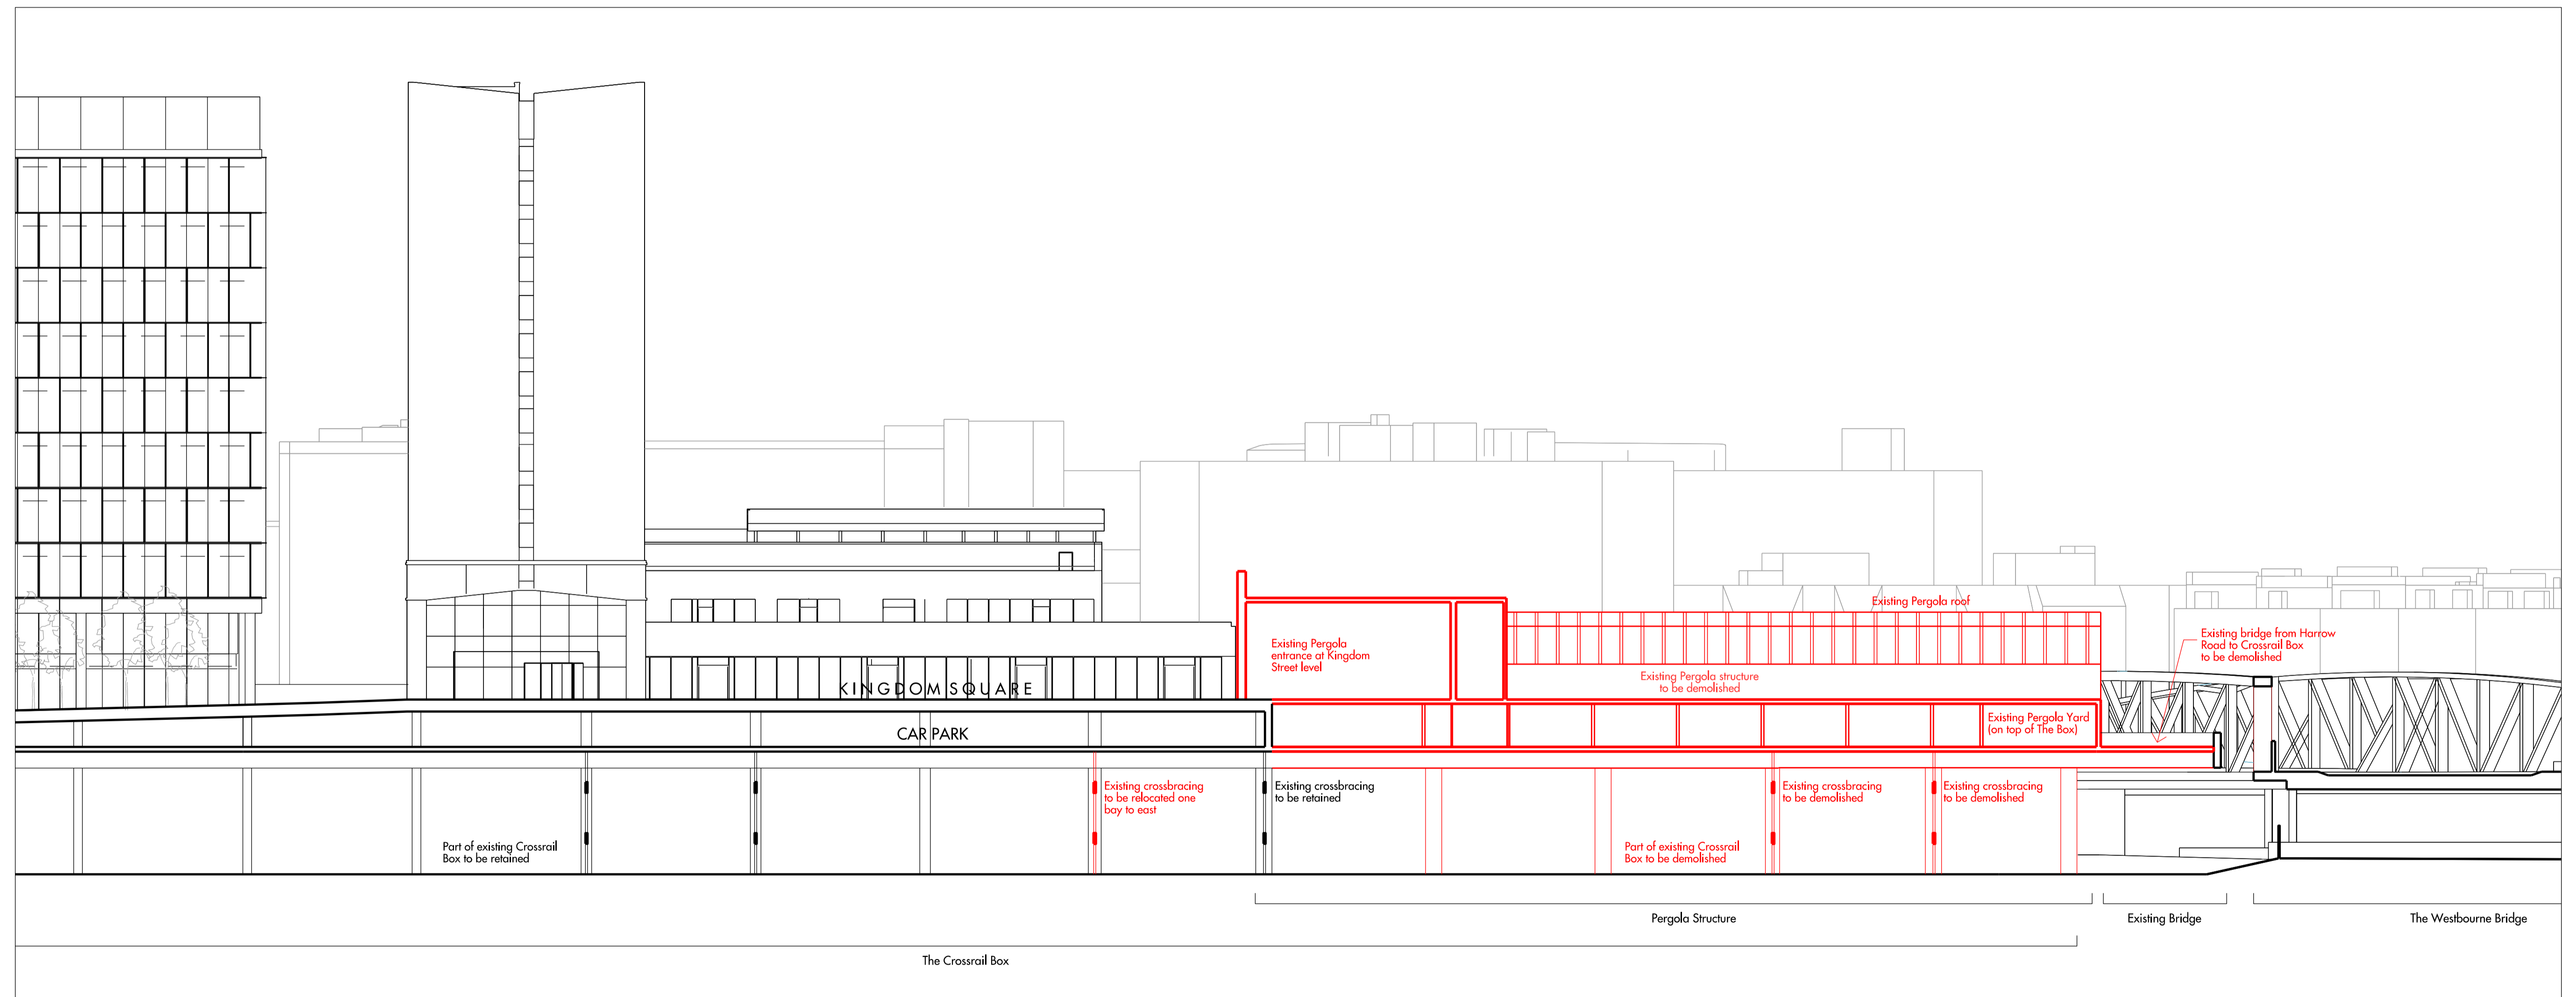 Existing Pergola roof
Existing Pergola
entrance at Kingdom
Street level
Existing bridge from Harrow
Road to Crossrail Box
to be demolished
Existing Pergola structure
to be demolished
KINGDOM SQUARE
CAR PARK
Existing Pergola Yard
(on top of The Box)
Existing crossbracing
to be relocated one
bay to east
Existing crossbracing
to be retained
Existing crossbracing
to be demolished
Existing crossbracing
to be demolished
Part of existing Crossrail
Box to be retained
Part of existing Crossrail
Box to be demolished
Pergola Structure
Existing Bridge
The Westbourne Bridge
The Crossrail Box